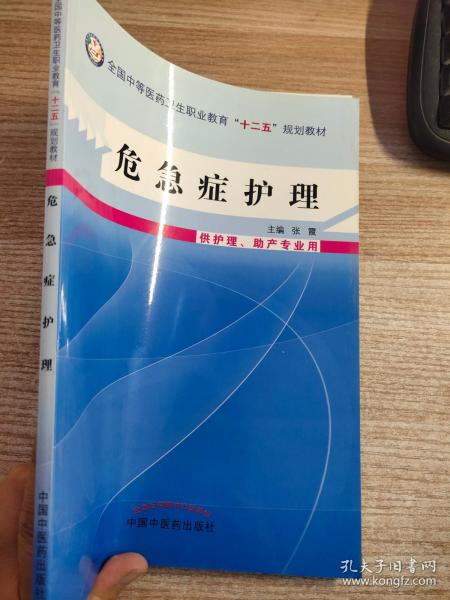 全国中等医药卫生职业教育“十二五”规划教材
危急症护理
主编 张霞
供护理、助产专业用
中国中医药出版社
全国中等医药卫生职业教育“十二五”规划教材
危急症护理
中国中医药出版社
孔夫子旧书网
kongfz.com